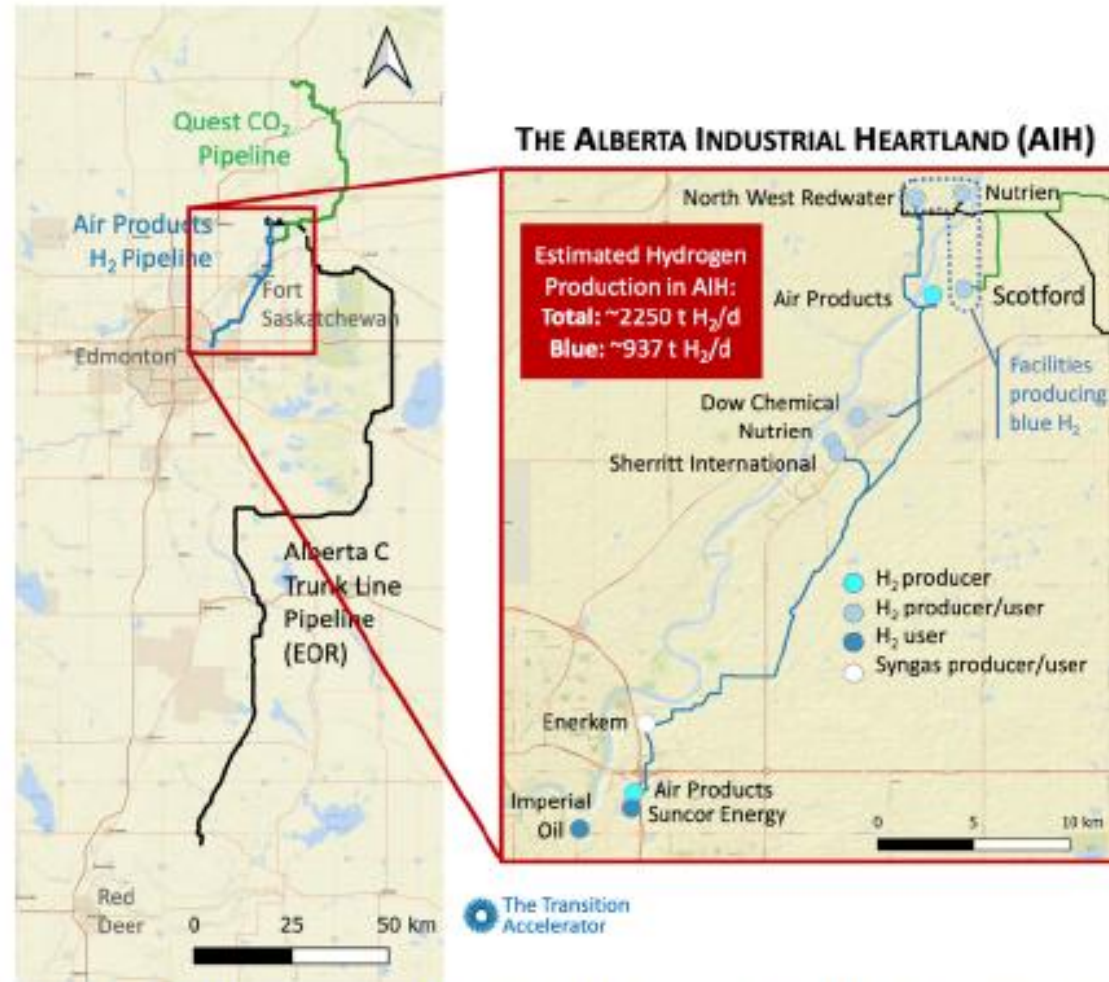 Quest CO₂
Pipeline
Air Products
H₂ Pipeline
Fort
Saskatchewan
Edmonton
Alberta C
Trunk Line
Pipeline
(EOR)
Red
Deer
0 25 50 km
THE ALBERTA INDUSTRIAL HEARTLAND (AIH)
North West Redwater
Nutrien
Estimated Hydrogen
Production in AIH:
Total: ~2250 t H₂/d
Blue: ~937 t H₂/d
Air Products
Scotford
Facilities
producing
blue H₂
Dow Chemical
Nutrien
Sherritt International
H₂ producer
H₂ producer/user
H₂ user
Syngas producer/user
Enerkem
Air Products
Suncor Energy
Imperial
Oil
0 5 10 km
The Transition
Accelerator